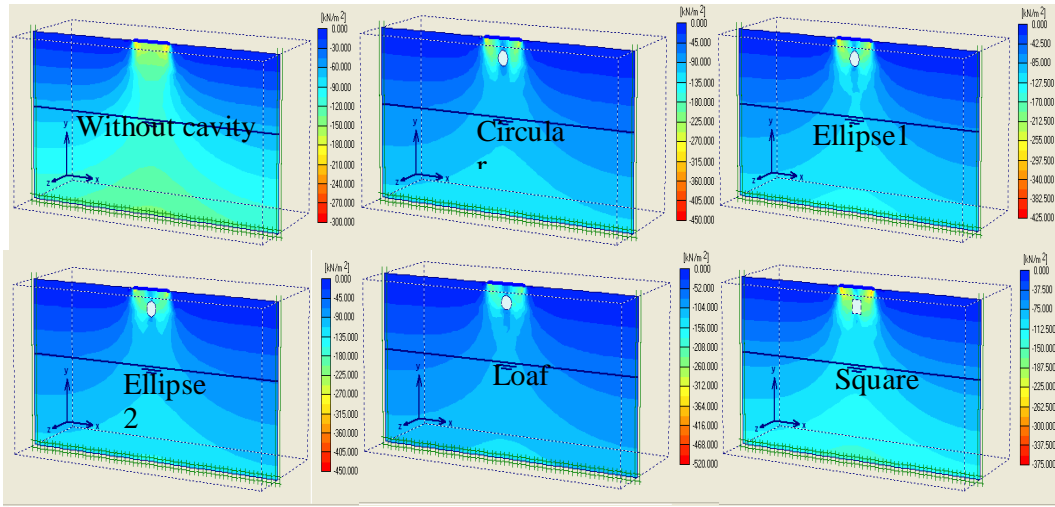 [kN/m²]
0.000
-30.000
-60.000
-90.000
-120.000
-150.000
-180.000
-210.000
-240.000
-270.000
-300.000
Without cavity
y
z
x
[kN/m²]
0.000
-45.000
-90.000
-135.000
-180.000
-225.000
-270.000
-315.000
-360.000
-405.000
-450.000
Circula
r
y
z
x
[kN/m²]
0.000
-42.500
-85.000
-127.500
-170.000
-212.500
-255.000
-297.500
-340.000
-382.500
-425.000
Ellipse1
y
z
x
[kN/m²]
0.000
-45.000
-90.000
-135.000
-180.000
-225.000
-270.000
-315.000
-360.000
-405.000
-450.000
Ellipse
2
y
z
x
[kN/m²]
0.000
-52.000
-104.000
-156.000
-208.000
-260.000
-312.000
-364.000
-416.000
-468.000
-520.000
Loaf
y
z
x
[kN/m²]
0.000
-37.500
-75.000
-112.500
-150.000
-187.500
-225.000
-262.500
-300.000
-337.500
-375.000
Square
y
z
x